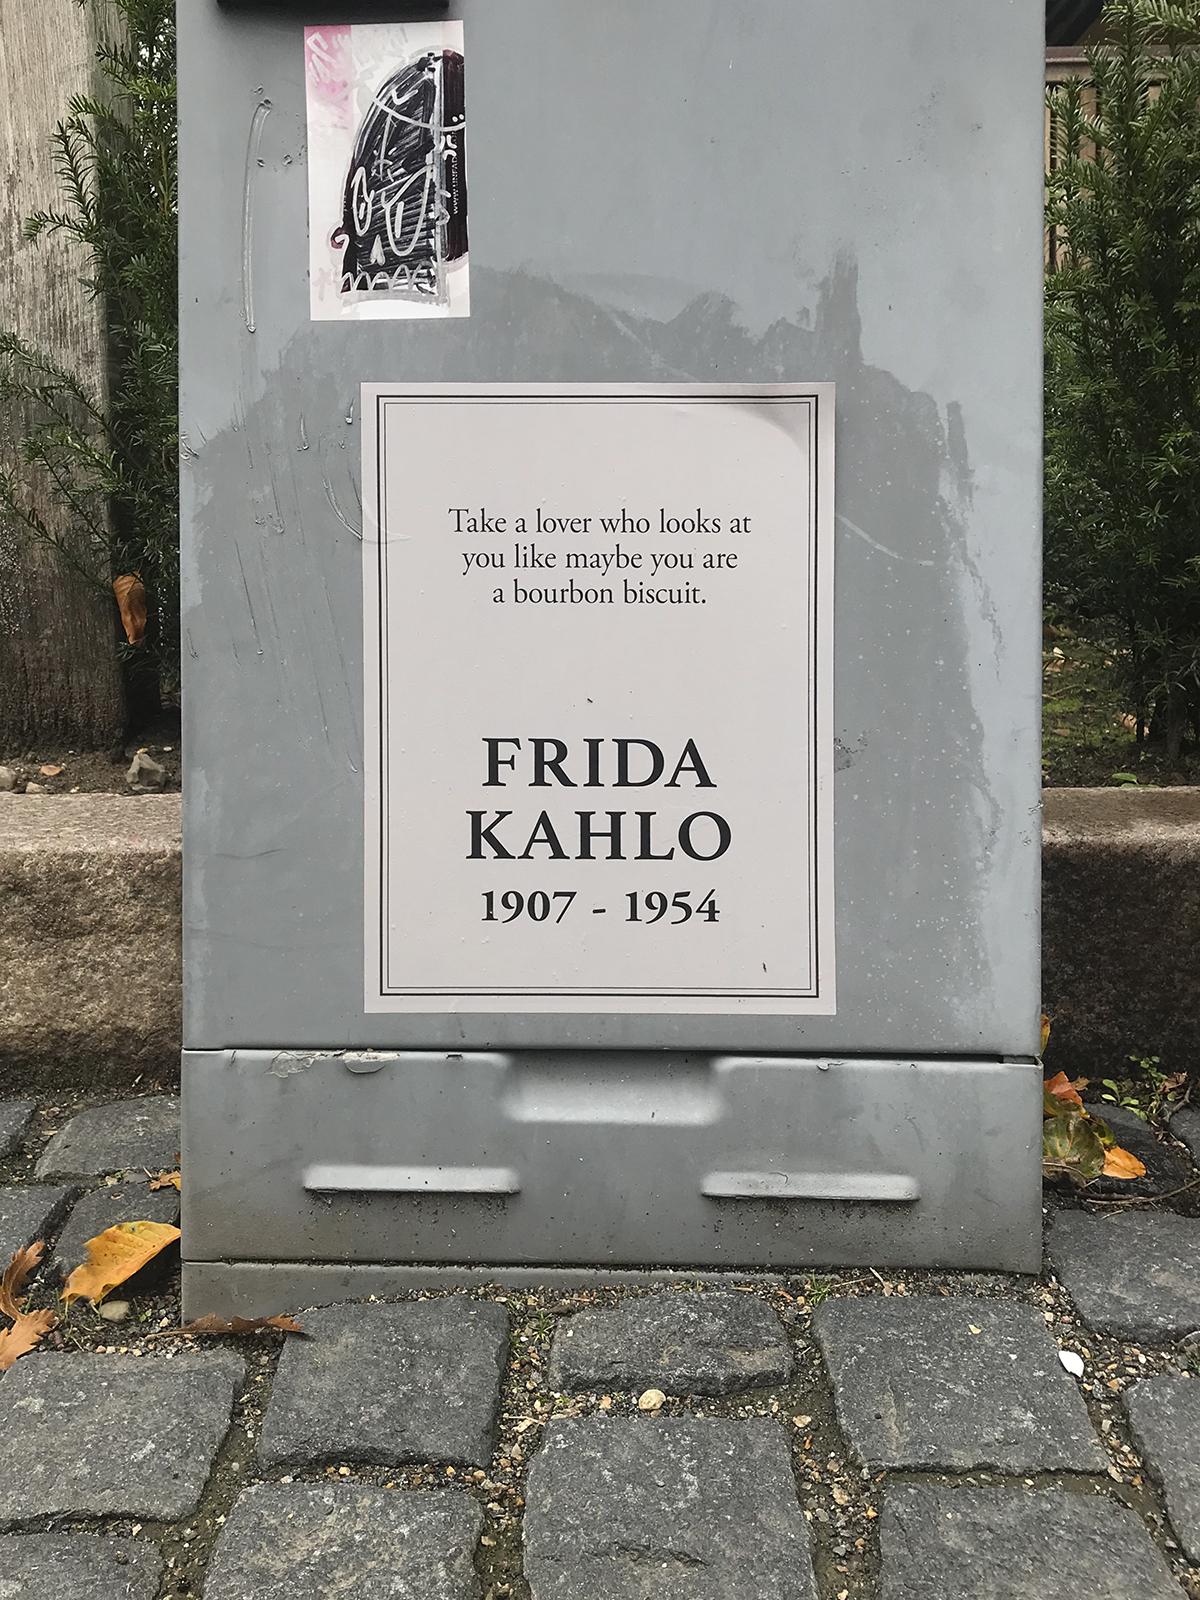 Take a lover who looks at
you like maybe you are
a bourbon biscuit.
FRIDA
KAHLO
1907 - 1954